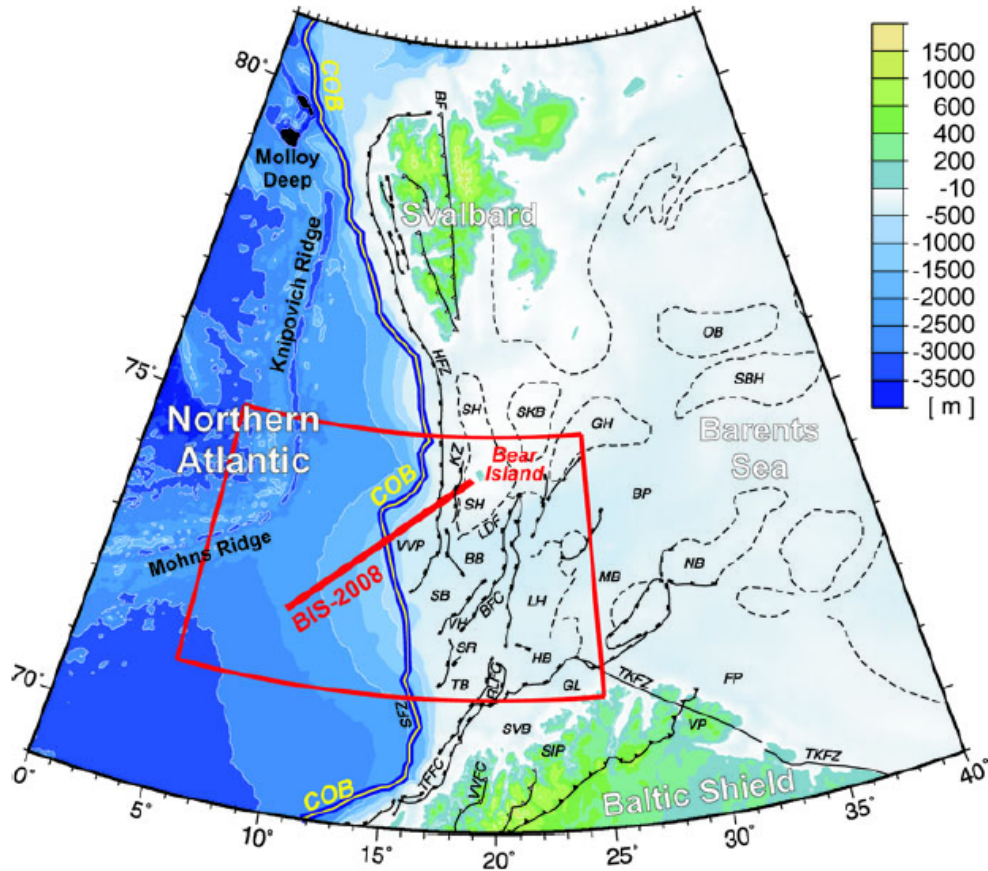 80°
COB
BF
1500
1000
600
400
200
-10
-500
-1000
-1500
-2000
-3000
-3500
[ m ]
Molloy
Deep
Svalbard
Knipovich Ridge
HFZ
OB
75°
SBH
SH
SKB
GH
Northern
Atlantic
Barents
Sea
KZ
Bear
Island
COB
SH
BP
LDF
Mohns Ridge
VVP
BB
NB
MB
BIS-2008
SB
BFC
LH
VH
SR
HB
TKFZ
FP
TB
RLFC
GL
70°
SFZ
SVB
VP
SIP
TKFZ
TFFC
VVFC
Baltic Shield
COB
0°
5°
10°
15°
20°
25°
30°
35°
40°